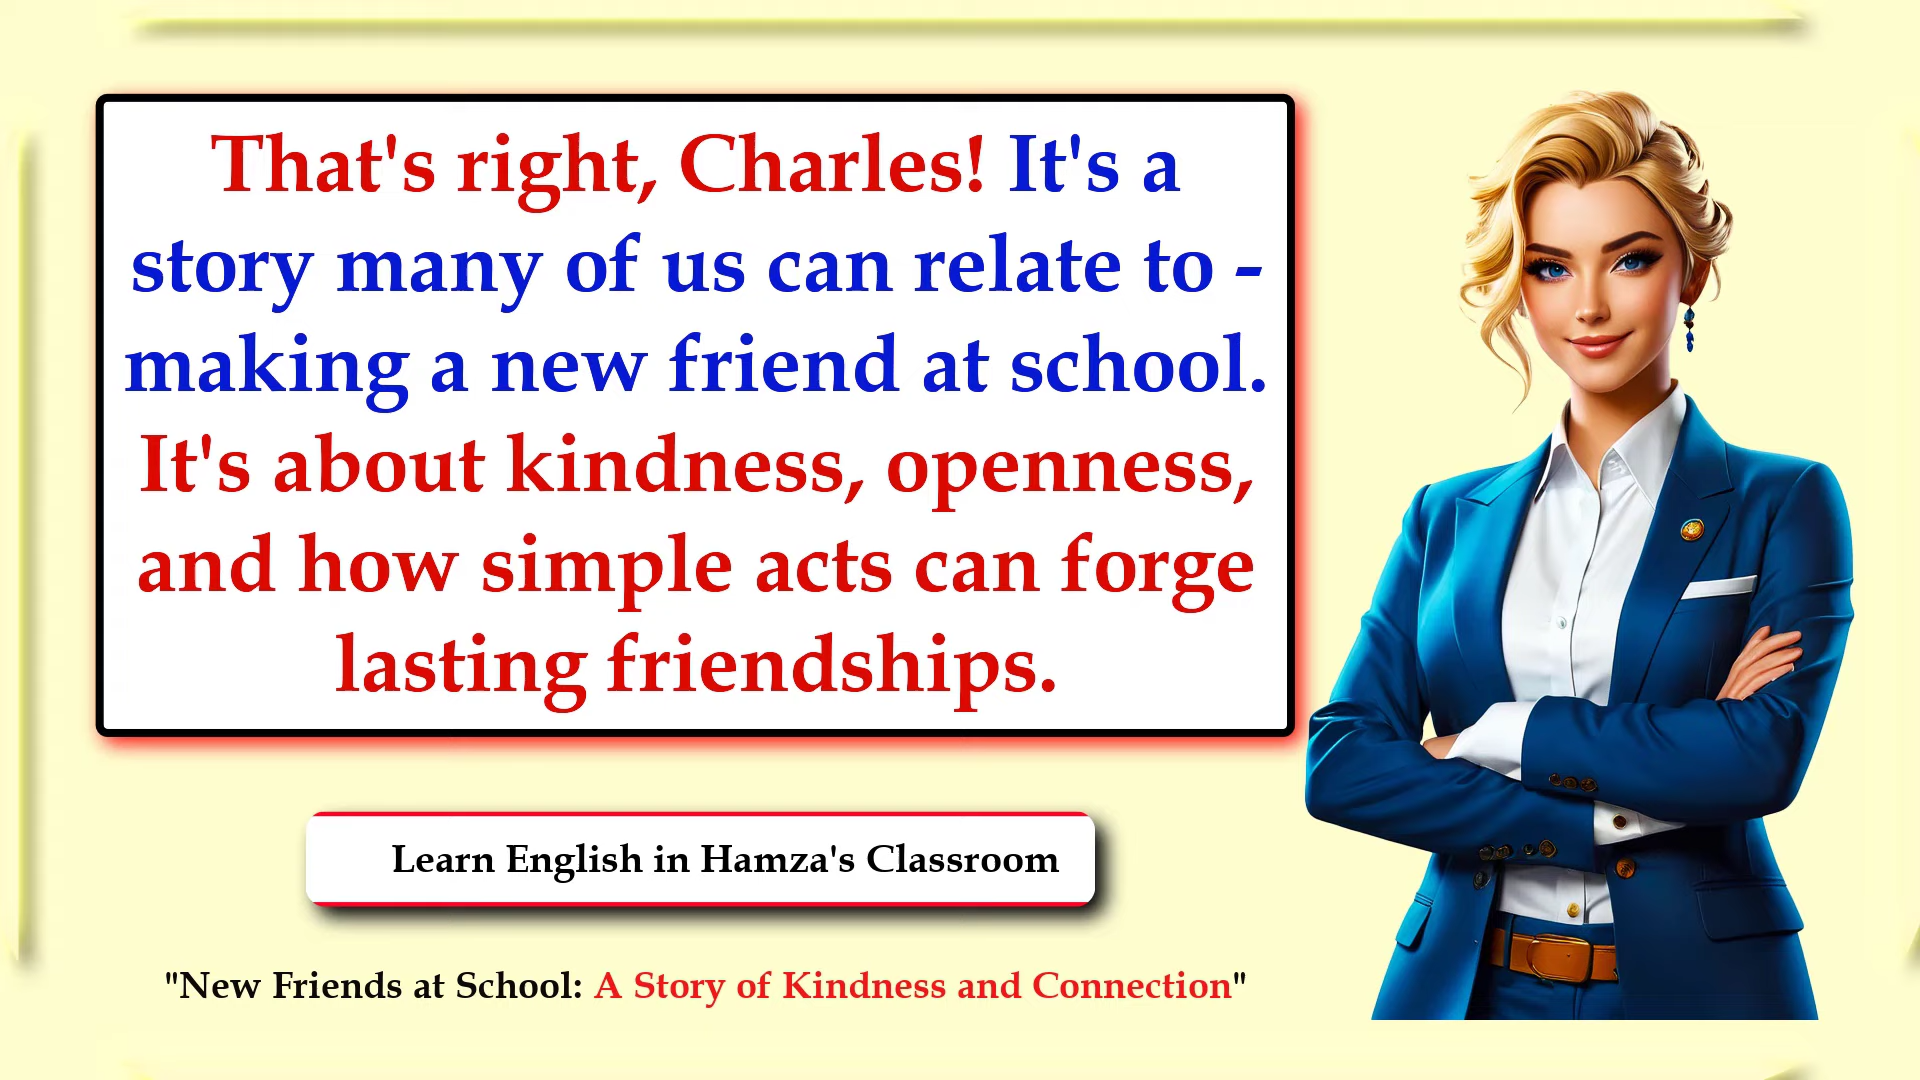 That's right, Charles! It's a
story many of us can relate to -
making a new friend at school.
It's about kindness, openness,
and how simple acts can forge
lasting friendships.
Learn English in Hamza's Classroom
"New Friends at School: A Story of Kindness and Connection"